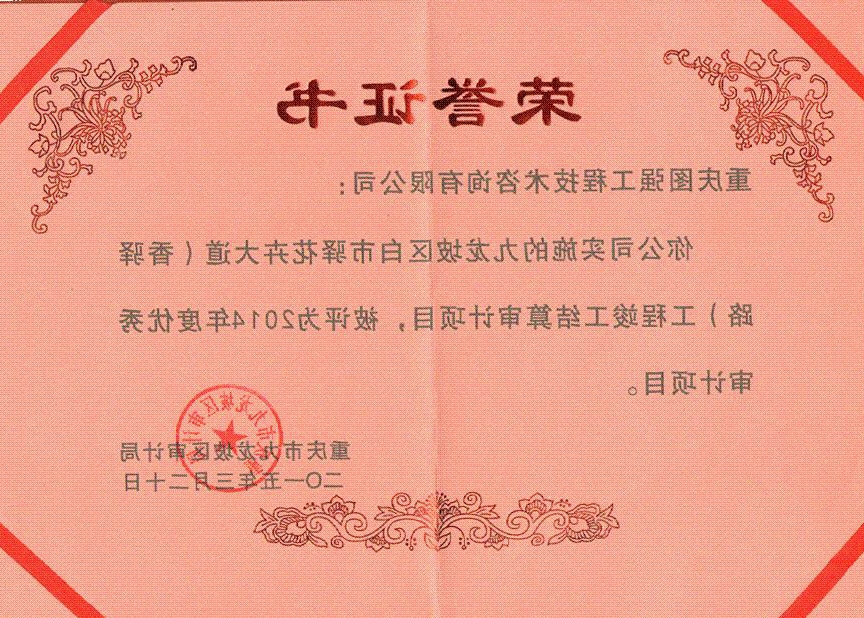 荣誉证书
重庆图强工程技术咨询有限公司：
你公司实施的九龙坡区白市驿花卉大道（香驿
路）工程竣工结算审计项目，被评为2014年度优秀
审计项目。
重庆市九龙坡区审计局
二〇一五年三月二十日